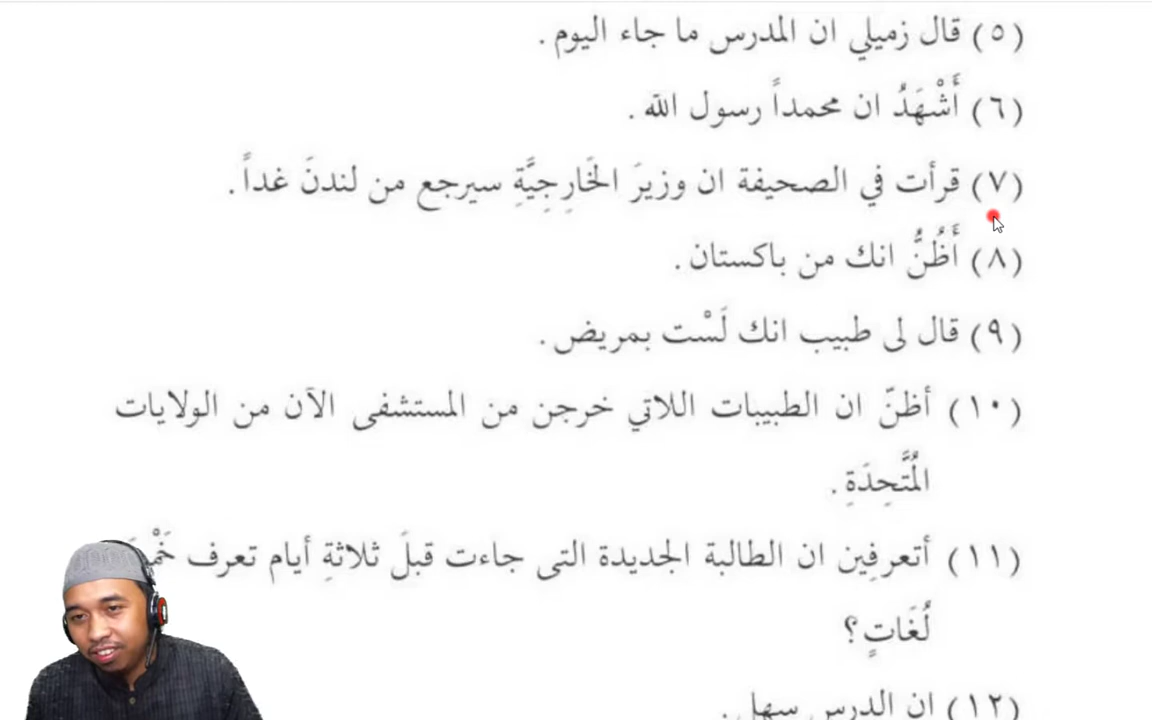 (٥) قال زميلي ان المدرس ما جاء اليوم .
(٦) أَشْهَدُ ان محمداً رسول الله .
(٧) قرأت في الصحيفة ان وزيرَ الخَارِجِيَّةِ سيرجع من لندنَ غداً .
(٨) أَظُنُّ انك من باكستان .
(٩) قال لى طبيب انك لَسْت بمريض .
(١٠) أظنّ ان الطبيبات اللاتي خرجن من المستشفى الآن من الولايات
المُتَّحِدَةِ .
(١١) أتعرفِين ان الطالبة الجديدة التى جاءت قبلَ ثلاثةِ أيام تعرف
لُغَاتٍ ؟
(١٢) ان الدرس سهل .